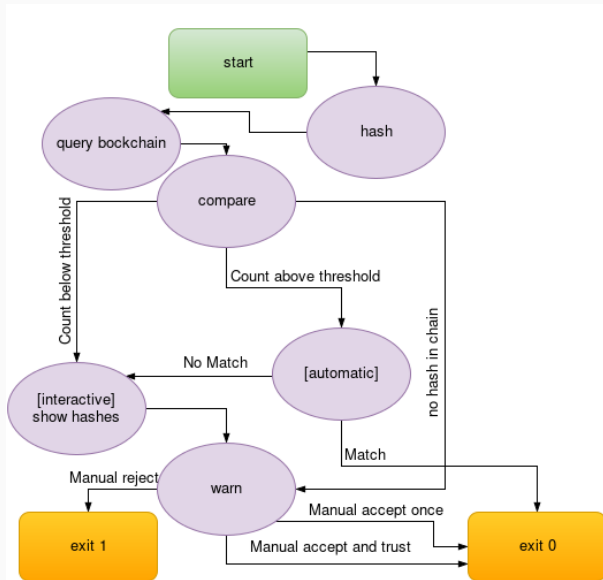 start
hash
query bockchain
compare
Count below threshold
Count above threshold
no hash in chain
No Match
[automatic]
[interactive]
show hashes
Match
Manual reject
warn
Manual accept once
exit 1
Manual accept and trust
exit 0